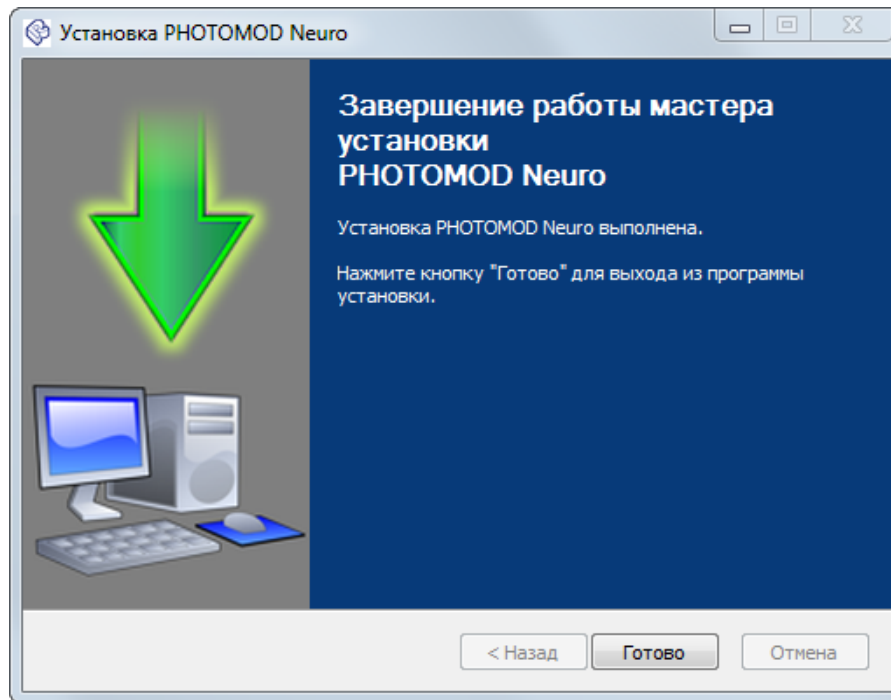 Установка PHOTOMOD Neuro
Завершение работы мастера
установки
PHOTOMOD Neuro
Установка PHOTOMOD Neuro выполнена.
Нажмите кнопку "Готово" для выхода из программы
установки.
< Назад
Готово
Отмена